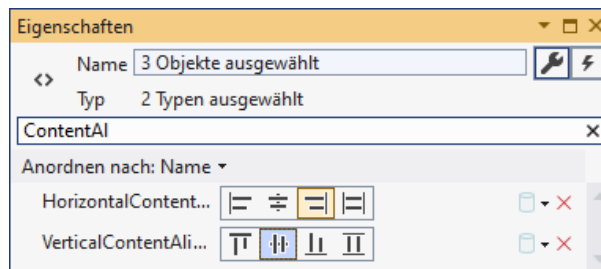 Eigenschaften
Name 3 Objekte ausgewählt
Typ 2 Typen ausgewählt
ContentAl
Anordnen nach: Name
HorizontalContent...
VerticalContentAli...